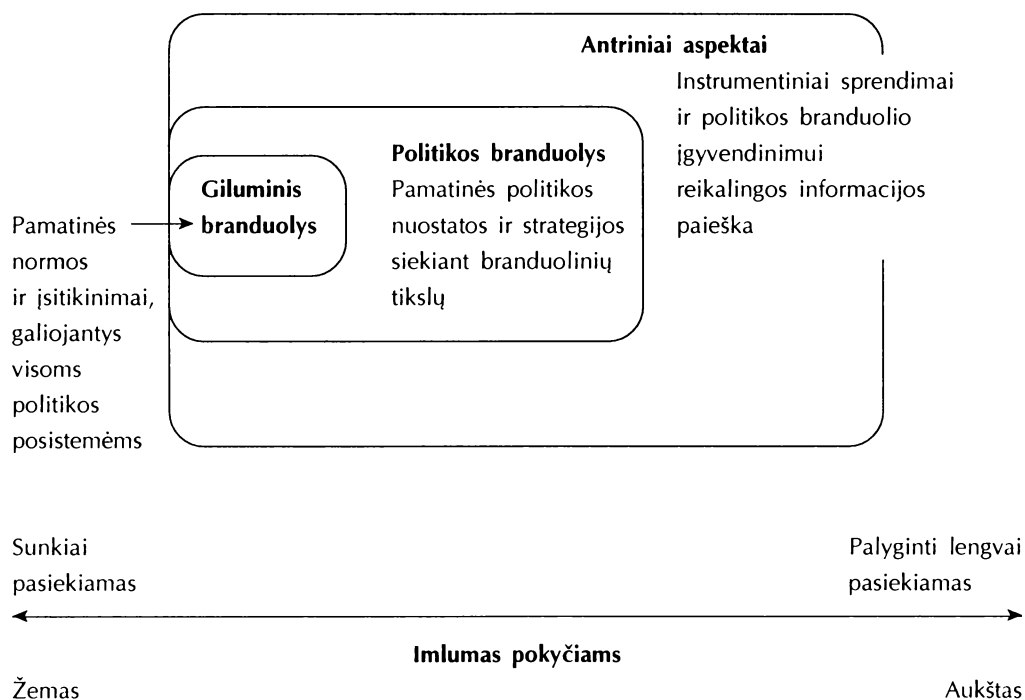 Antriniai aspektai
Instrumentiniai sprendimai
ir politikos branduolio
įgyvendinimui
reikalingos informacijos
paieška
Politikos branduolys
Pamatinės politikos
nuostatos ir strategijos
siekiant branduolinių
tikslų
Giluminis
branduolys
Pamatinės
normos
ir įsitikinimai,
galiojantys
visoms
politikos
posistemėms
Sunkiai
pasiekiamas
Palyginti lengvai
pasiekiamas
Imlumas pokyčiams
Žemas
Aukštas